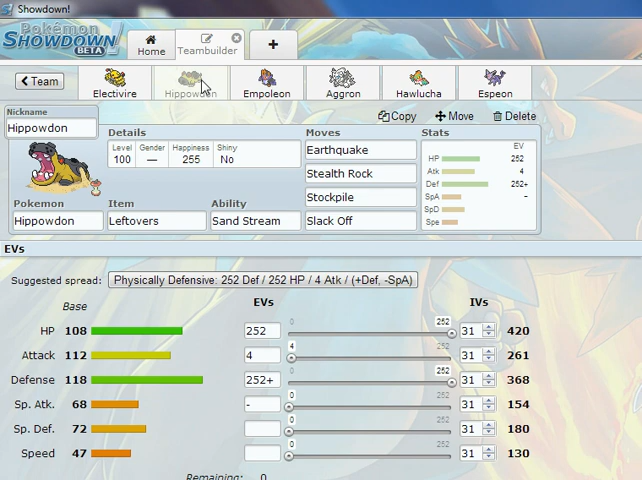 Showdown!
Pokémon
SHOWDOWN!
BETA
Home
Teambuilder
+
Team
Electivire
Hippowdon
Empoleon
Aggron
Hawlucha
Espeon
Copy
Move
Delete
Nickname
Hippowdon
Details
Level
Gender
Happiness
Shiny
100
—
255
No
Pokemon
Hippowdon
Item
Leftovers
Ability
Sand Stream
Moves
Earthquake
Stealth Rock
Stockpile
Slack Off
Stats
EV
HP 252
Atk 4
Def 252+
SpA -
SpD
Spe
EVs
Suggested spread: Physically Defensive: 252 Def / 252 HP / 4 Atk / (+Def, -SpA)
Base EVs IVs
HP 108 252 0 252 31 420
Attack 112 4 4 252 31 261
Defense 118 252+ 0 252 31 368
Sp. Atk. 68 - 0 252 31 154
Sp. Def. 72 0 252 31 180
Speed 47 0 252 31 130
Remaining: 0